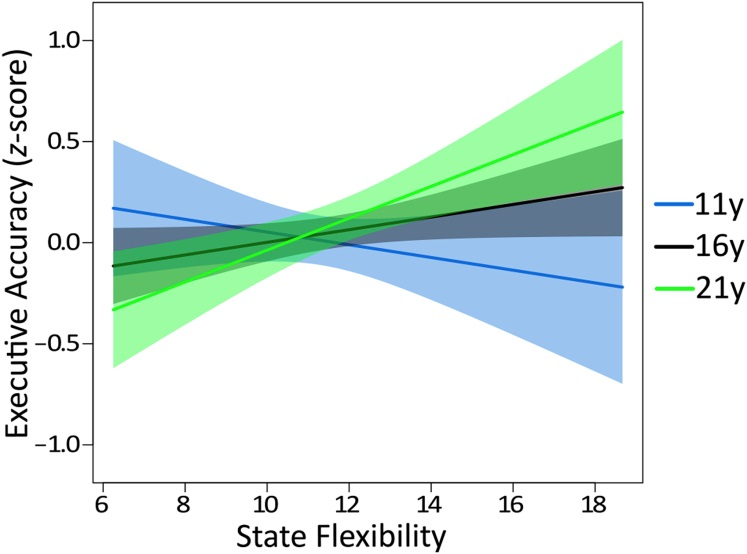 Executive Accuracy (z-score)
1.0
0.5
0.0
−0.5
−1.0
6 8 10 12 14 16 18
State Flexibility
11y
16y
21y